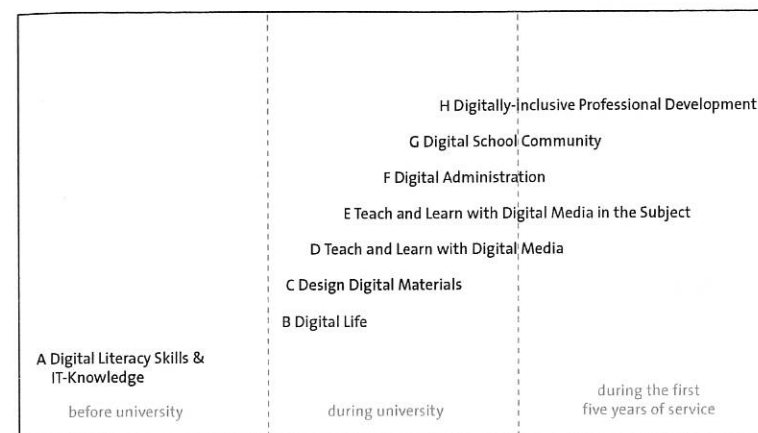 H Digitally-Inclusive Professional Development
G Digital School Community
F Digital Administration
E Teach and Learn with Digital Media in the Subject
D Teach and Learn with Digital Media
C Design Digital Materials
B Digital Life
A Digital Literacy Skills &
IT-Knowledge
before university
during university
during the first
five years of service